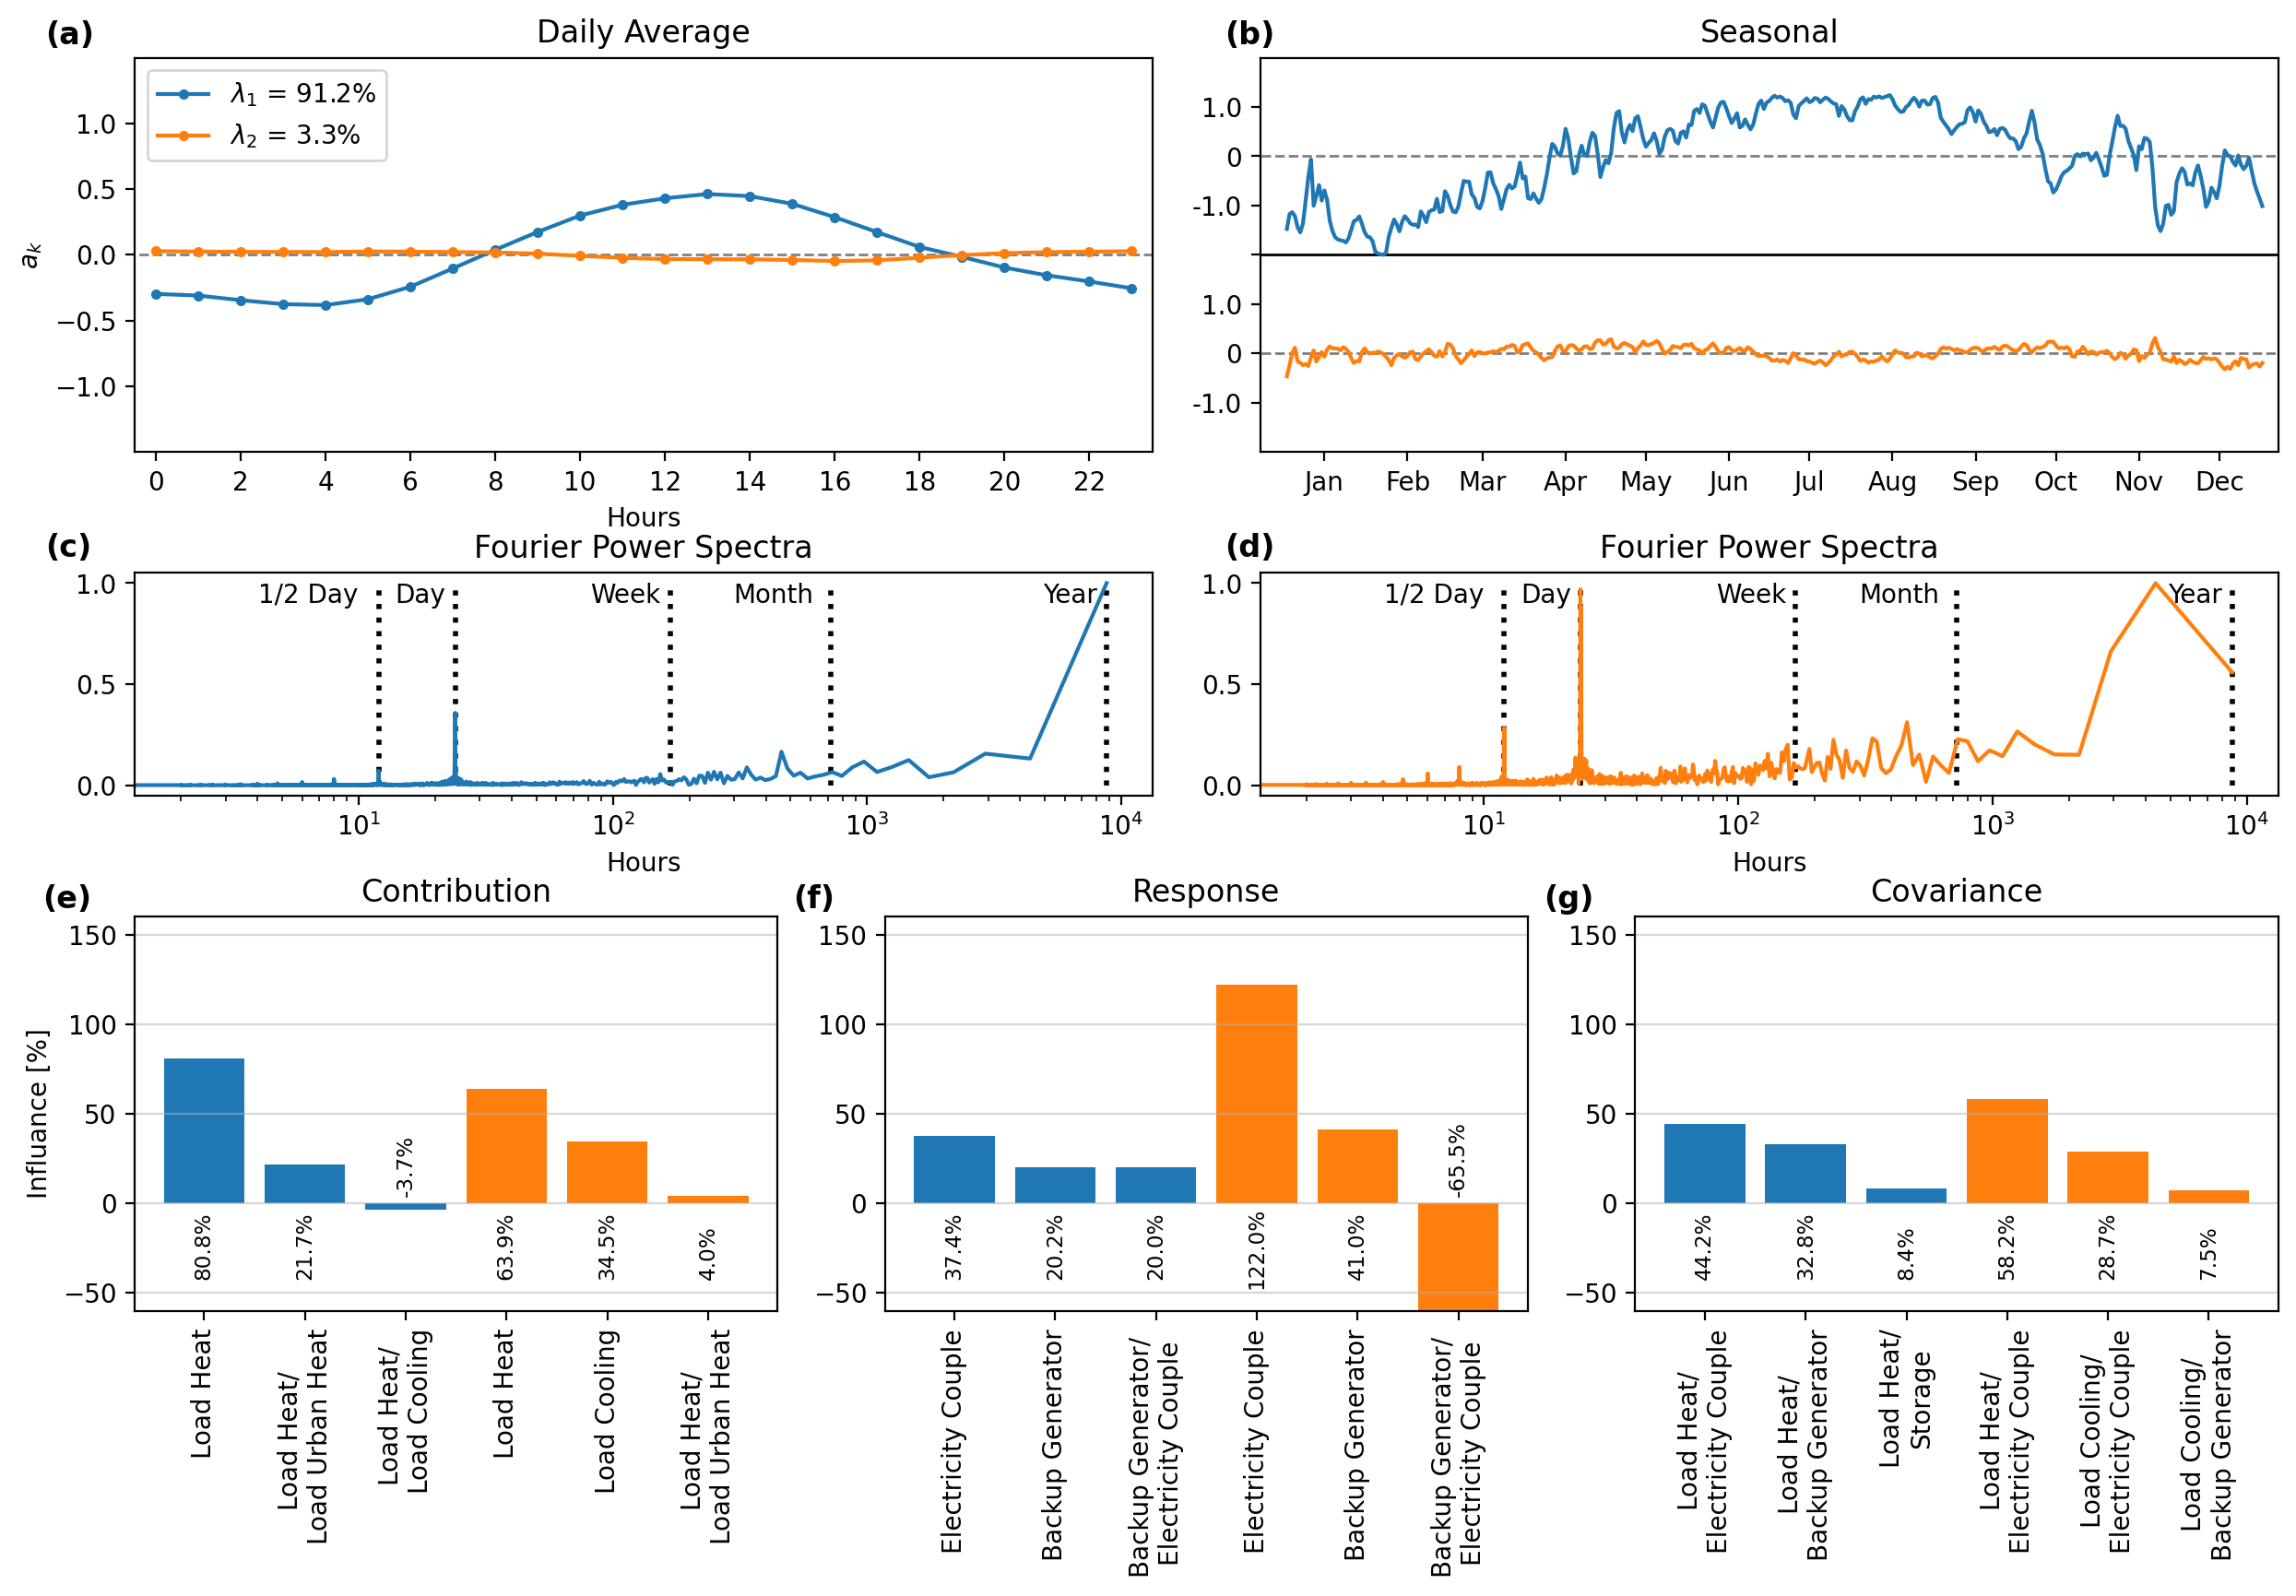 (a)
Daily Average
λ1 = 91.2%
λ2 = 3.3%
1.0
0.5
0.0
−0.5
−1.0
ak
0 2 4 6 8 10 12 14 16 18 20 22
Hours
(b)
Seasonal
1.0
0
-1.0
1.0
0
-1.0
Jan Feb Mar Apr May Jun Jul Aug Sep Oct Nov Dec
(c)
Fourier Power Spectra
1/2 Day Day Week Month Year
1.0
0.5
0.0
10^1 10^2 10^3 10^4
Hours
(d)
Fourier Power Spectra
1/2 Day Day Week Month Year
1.0
0.5
0.0
10^1 10^2 10^3 10^4
Hours
(e)
Contribution
Influance [%]
150
100
50
0
−50
80.8%
21.7%
-3.7%
63.9%
34.5%
4.0%
Load Heat
Load Heat/
Load Urban Heat
Load Heat/
Load Cooling
Load Heat
Load Cooling
Load Heat/
Load Urban Heat
(f)
Response
150
100
50
0
−50
37.4%
20.2%
20.0%
122.0%
41.0%
-65.5%
Electricity Couple
Backup Generator
Backup Generator/
Electricity Couple
Electricity Couple
Backup Generator
Backup Generator/
Electricity Couple
(g)
Covariance
150
100
50
0
−50
44.2%
32.8%
8.4%
58.2%
28.7%
7.5%
Load Heat/
Electricity Couple
Load Heat/
Backup Generator
Load Heat/
Storage
Load Heat/
Electricity Couple
Load Cooling/
Electricity Couple
Load Cooling/
Backup Generator